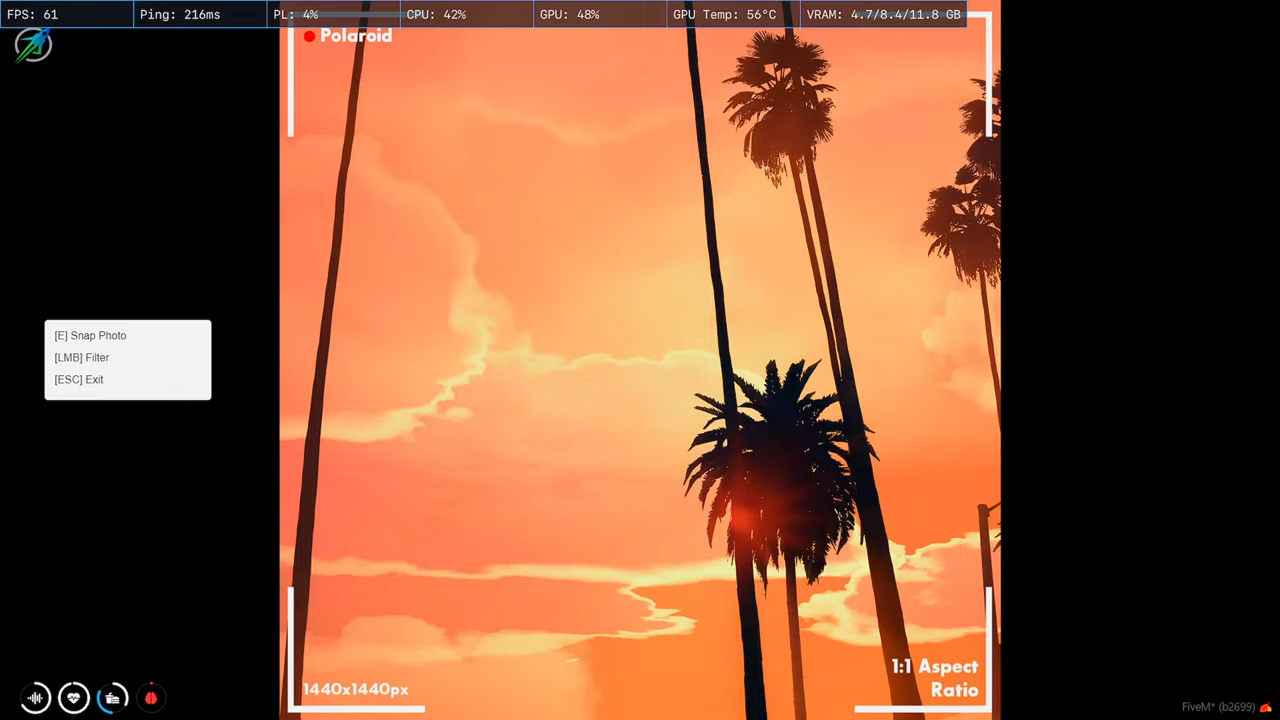 FPS: 61 Ping: 216ms PL: 4% CPU: 42% GPU: 48% GPU Temp: 56°C VRAM: 4.7/8.4/11.8 GB
Polaroid
[E] Snap Photo
[LMB] Filter
[ESC] Exit
1:1 Aspect
Ratio
1440x1440px
FiveM* (b2699)